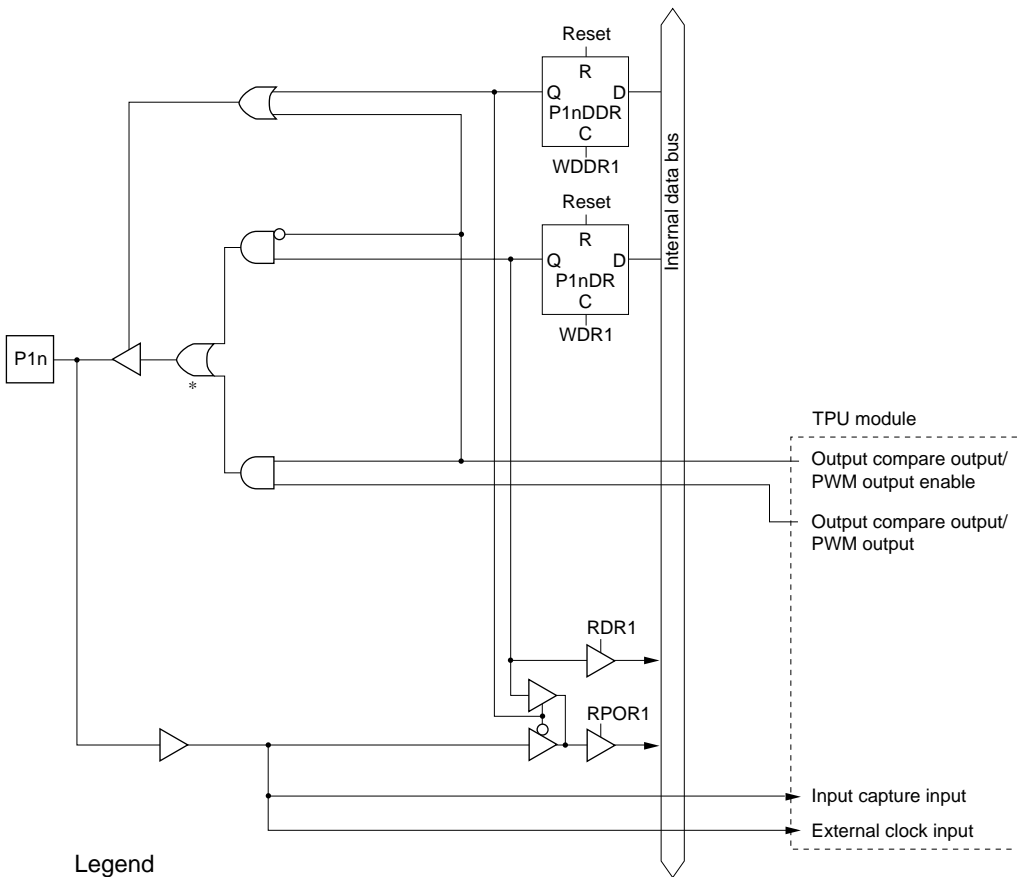 Reset
R
Q D
P1nDDR
C
WDDR1
Reset
R
Q D
P1nDR
C
WDR1
Internal data bus
P1n
*
TPU module
Output compare output/
PWM output enable
Output compare output/
PWM output
RDR1
RPOR1
Input capture input
External clock input
Legend